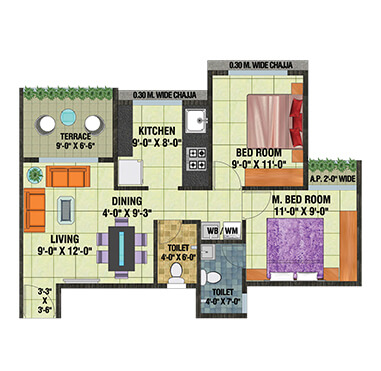 0.30 M. WIDE CHAJJA
0.30 M. WIDE CHAJJA
TERRACE
9'-0" X 6'-6"
KITCHEN
9'-0" X 8'-0"
BED ROOM
9'-0" X 11'-0"
A.P. 2'-0" WIDE
DINING
4'-0" X 9'-3"
M. BED ROOM
11'-0" X 9'-0"
LIVING
9'-0" X 12'-0"
WB
WM
TOILET
4'-0" X 6'-0"
TOILET
4'-0" X 7'-0"
3'-3"
X
3'-6"